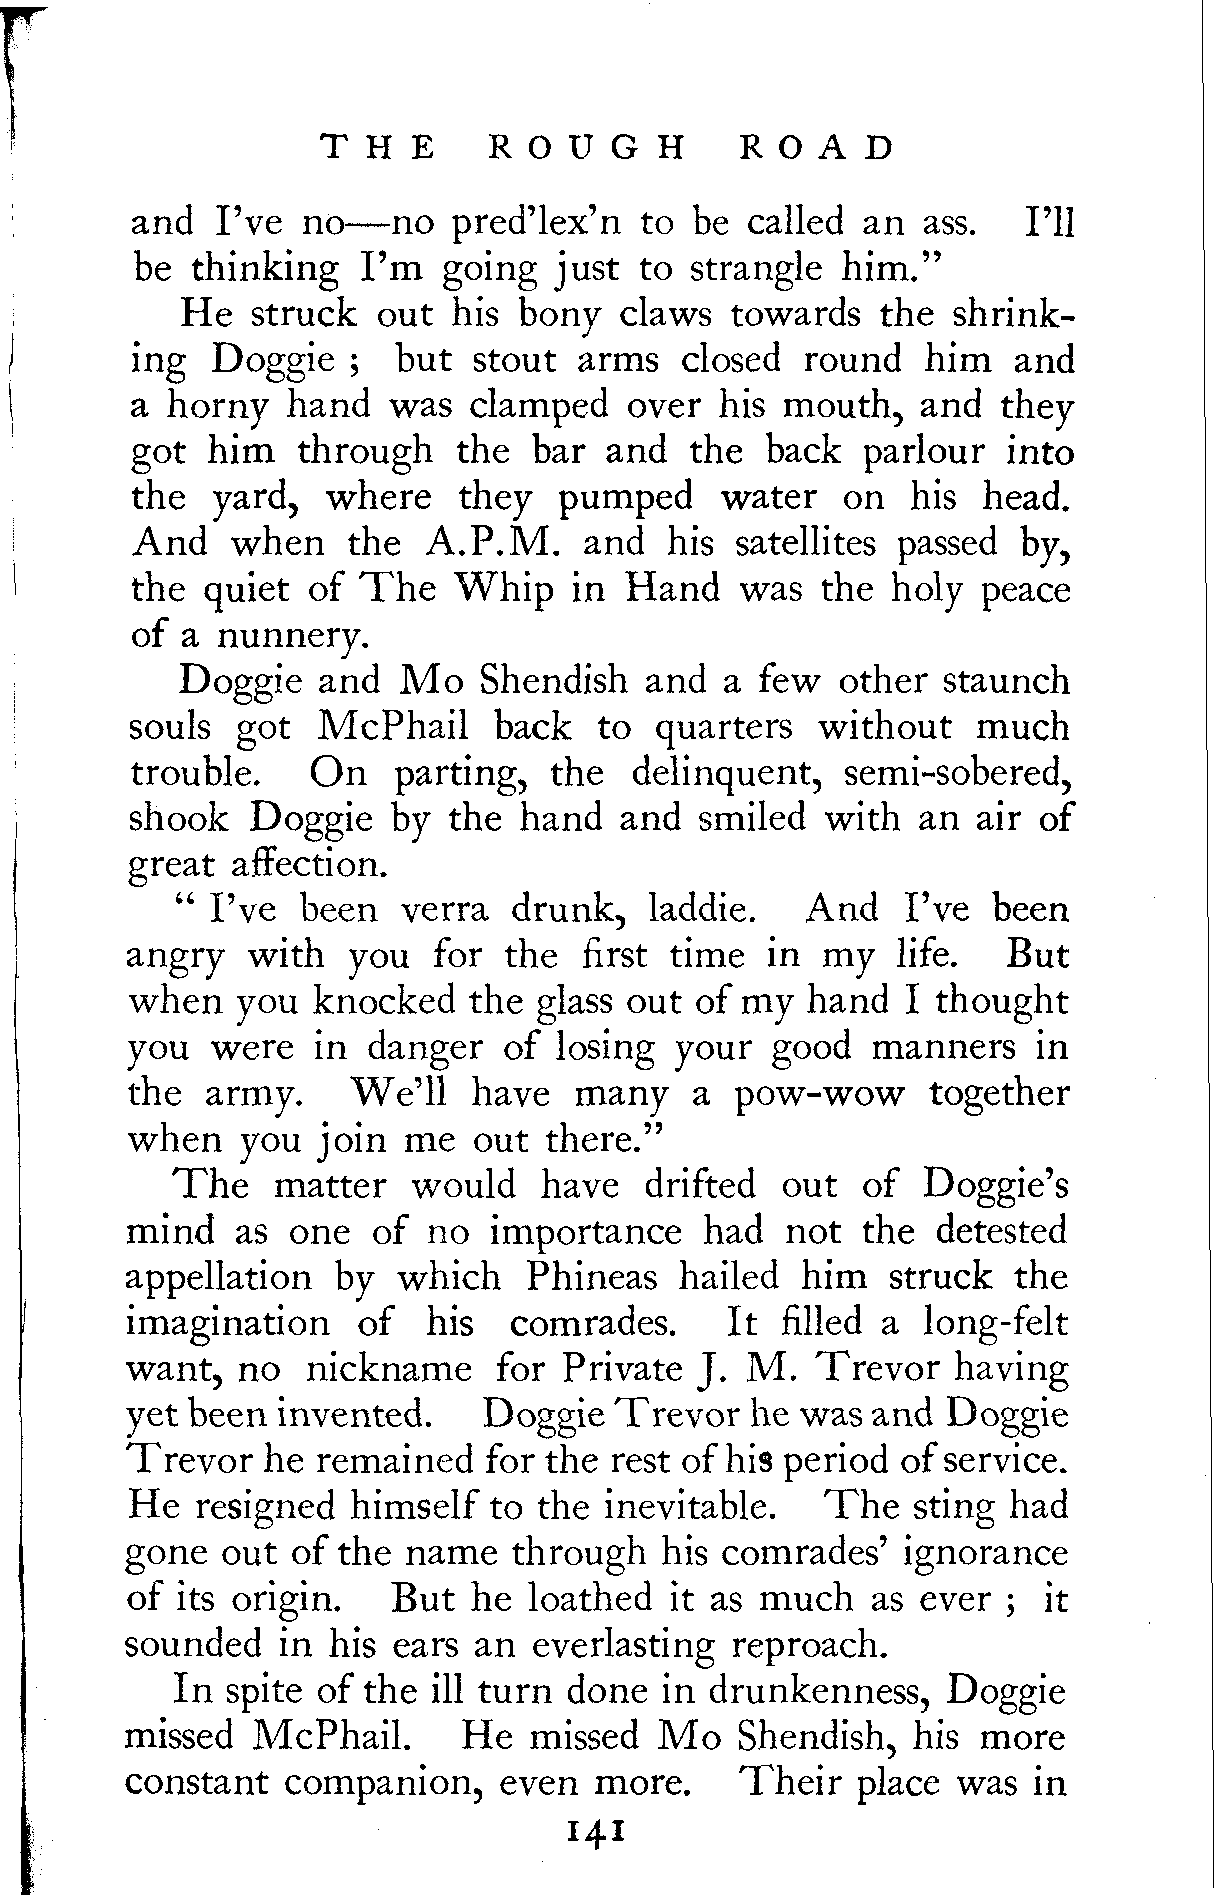 THE ROUGH ROAD
and I've no—no pred'lex'n to be called an ass. I'll
be thinking I'm going just to strangle him."
He struck out his bony claws towards the shrink-
ing Doggie ; but stout arms closed round him and
a horny hand was clamped over his mouth, and they
got him through the bar and the back parlour into
the yard, where they pumped water on his head.
And when the A.P.M. and his satellites passed by,
the quiet of The Whip in Hand was the holy peace
of a nunnery.
Doggie and Mo Shendish and a few other staunch
souls got McPhail back to quarters without much
trouble. On parting, the delinquent, semi-sobered,
shook Doggie by the hand and smiled with an air of
great affection.
" I've been verra drunk, laddie. And I've been
angry with you for the first time in my life. But
when you knocked the glass out of my hand I thought
you were in danger of losing your good manners in
the army. We'll have many a pow-wow together
when you join me out there."
The matter would have drifted out of Doggie's
mind as one of no importance had not the detested
appellation by which Phineas hailed him struck the
imagination of his comrades. It filled a long-felt
want, no nickname for Private J. M. Trevor having
yet been invented. Doggie Trevor he was and Doggie
Trevor he remained for the rest of his period of service.
He resigned himself to the inevitable. The sting had
gone out of the name through his comrades' ignorance
of its origin. But he loathed it as much as ever ; it
sounded in his ears an everlasting reproach.
In spite of the ill turn done in drunkenness, Doggie
missed McPhail. He missed Mo Shendish, his more
constant companion, even more. Their place was in
141